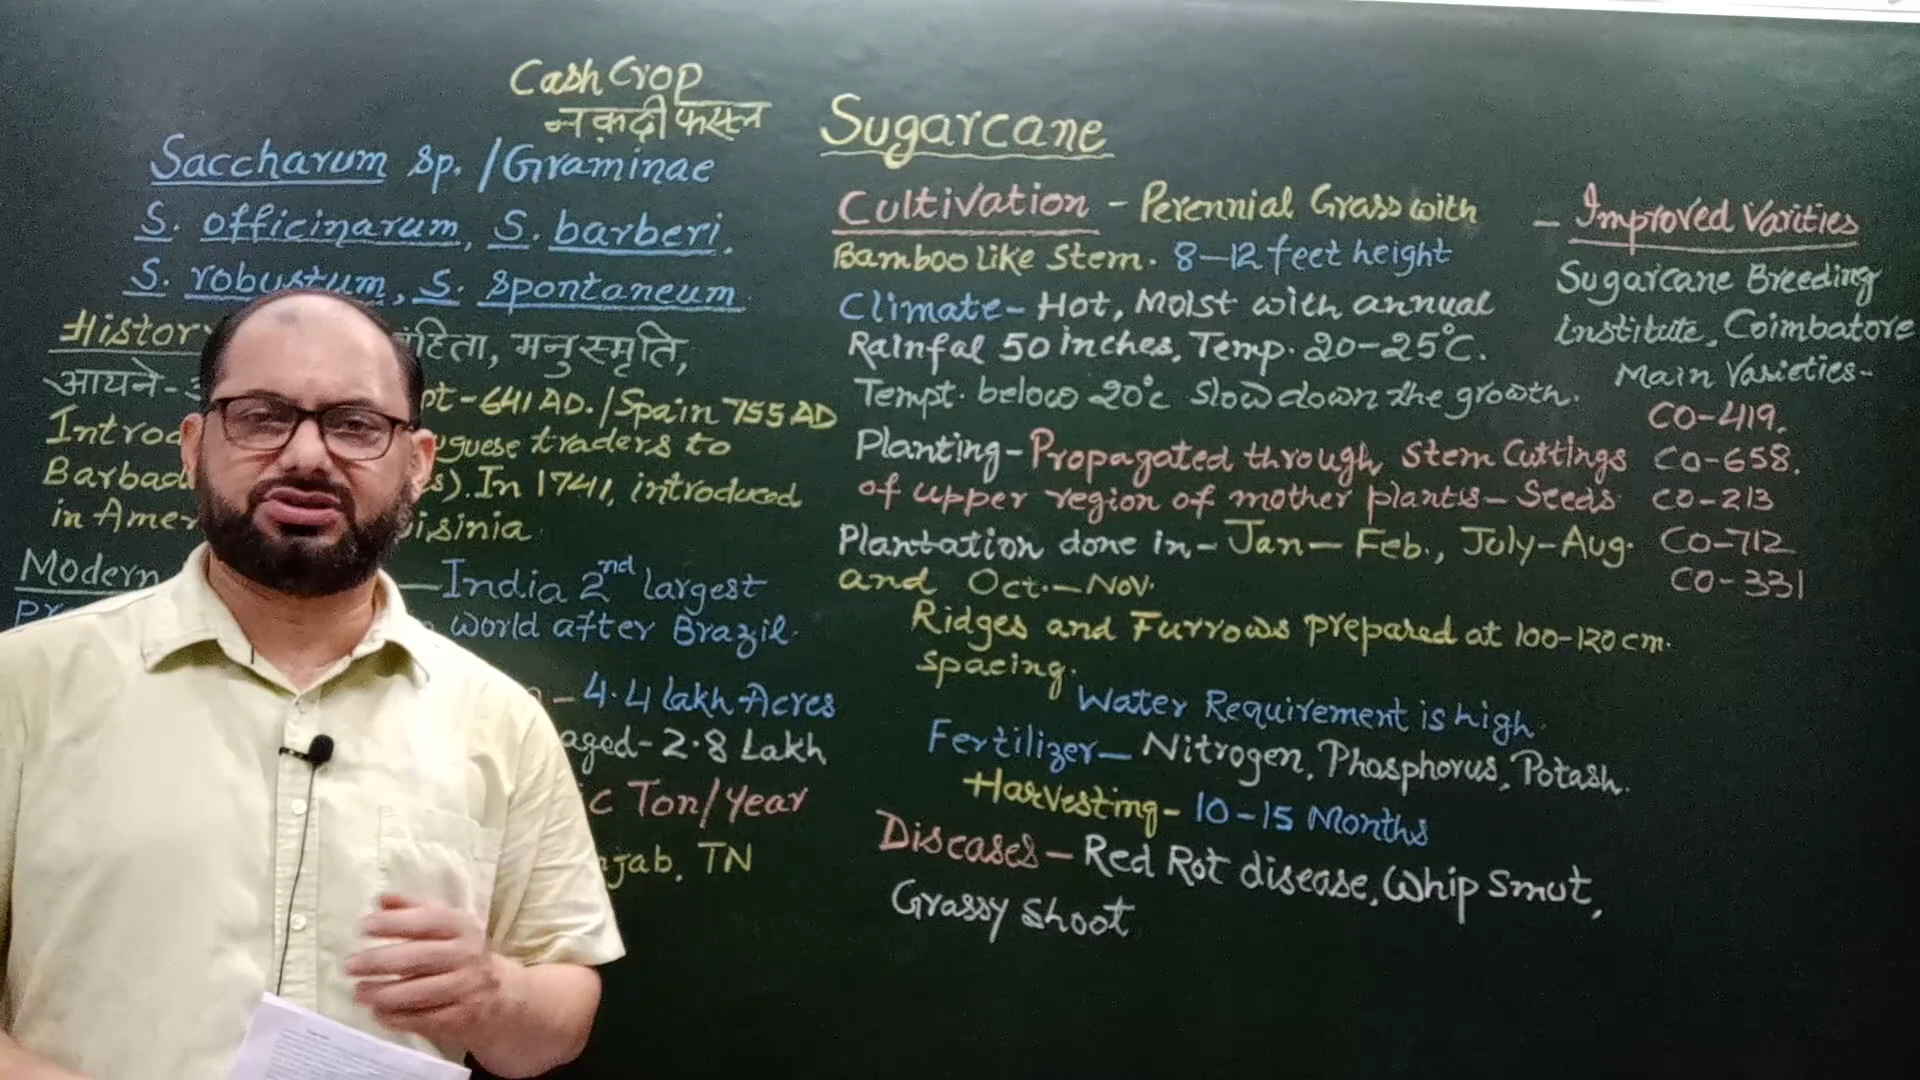 Cash Crop
नक़दी फसल
Sugarcane
Saccharum sp. / Graminae
S. officinarum, S. barberi,
S. robustum, S. spontaneum
History
मनुस्मृति,
आयने-अ
pt-641 AD. / Spain 755 AD
Introd uguese traders to
Barbad s). In 1741, introduced
in Amer uisinia
Modern — India 2nd largest
pr world after Brazil.
- 4.4 lakh Acres
aged - 2.8 Lakh
c Ton/Year
njab, TN
Cultivation - Perennial Grass with
Bamboo like Stem. 8-12 feet height
Climate - Hot, Moist with annual
Rainfal 50 inches, Temp. 20-25°C.
Tempt. below 20°c slow down the growth.
Planting - Propagated through Stem Cuttings
of upper region of mother plants - Seeds
Plantation done in - Jan - Feb., July-Aug.
and Oct. - Nov.
Ridges and Furrows prepared at 100-120 cm.
spacing.
Water Requirement is high.
Fertilizer - Nitrogen, Phosphorus, Potash.
Harvesting - 10-15 Months
Diseases - Red Rot disease, Whip Smut,
Grassy Shoot
- Improved Varities
Sugarcane Breeding
institute, Coimbatore
Main Varieties-
CO-419.
CO-658.
CO-213
CO-712
CO-331